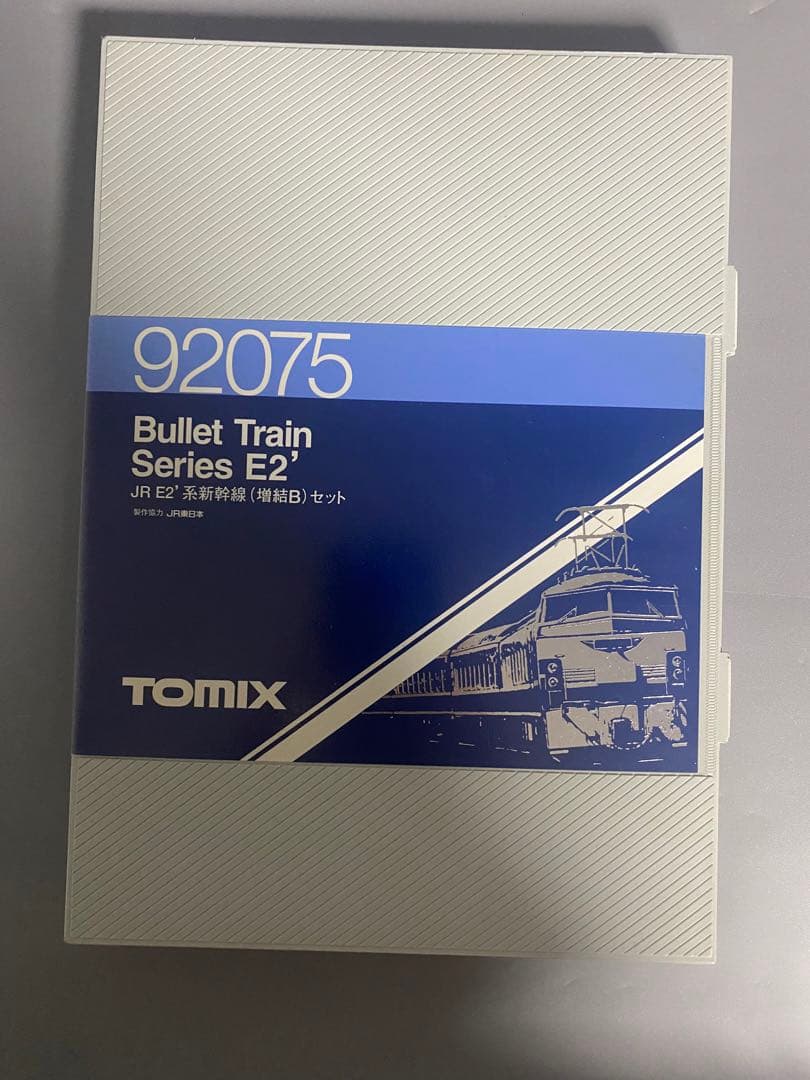 92075
Bullet Train
Series E2'
JR E2'系新幹線(増結B)セット
製作協力 JR東日本
TOMIX